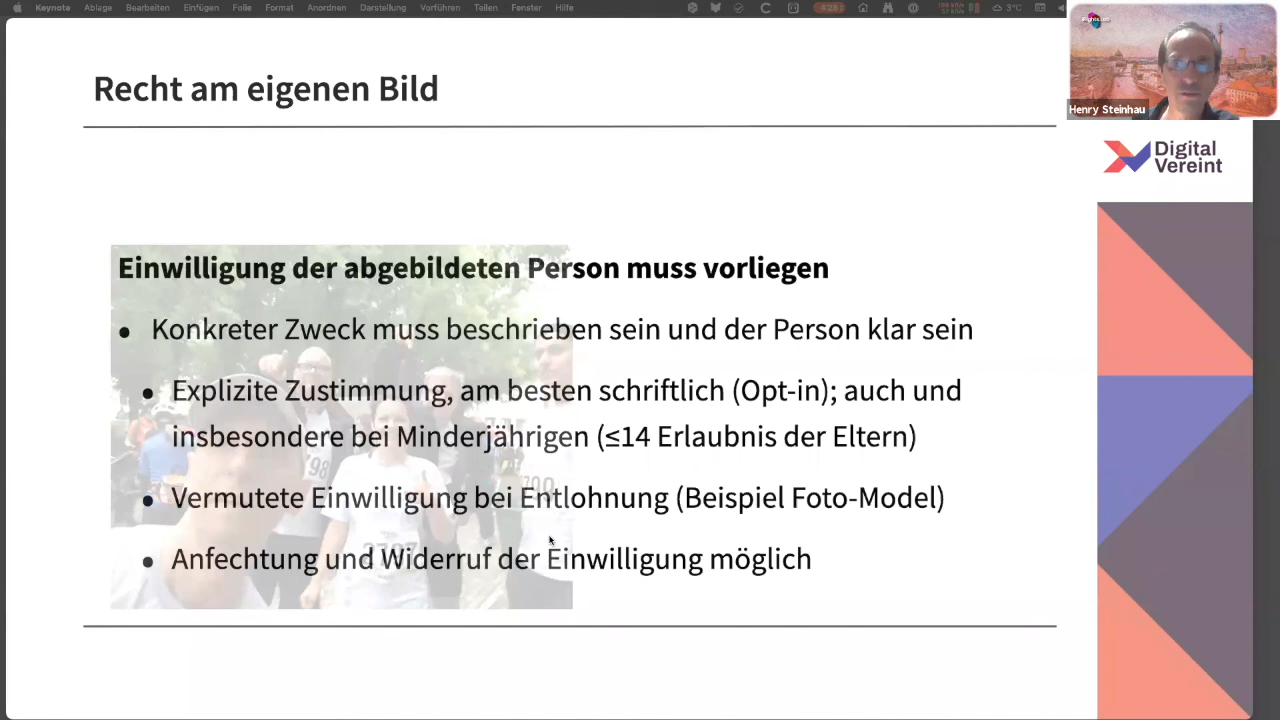 Keynote Ablage Bearbeiten Einfügen Folie Format Anordnen Darstellung Vorführen Teilen Fenster Hilfe
3°C
Recht am eigenen Bild
Henry Steinhau
Digital
Vereint
Einwilligung der abgebildeten Person muss vorliegen
• Konkreter Zweck muss beschrieben sein und der Person klar sein
• Explizite Zustimmung, am besten schriftlich (Opt-in); auch und
insbesondere bei Minderjährigen (≤14 Erlaubnis der Eltern)
• Vermutete Einwilligung bei Entlohnung (Beispiel Foto-Model)
• Anfechtung und Widerruf der Einwilligung möglich